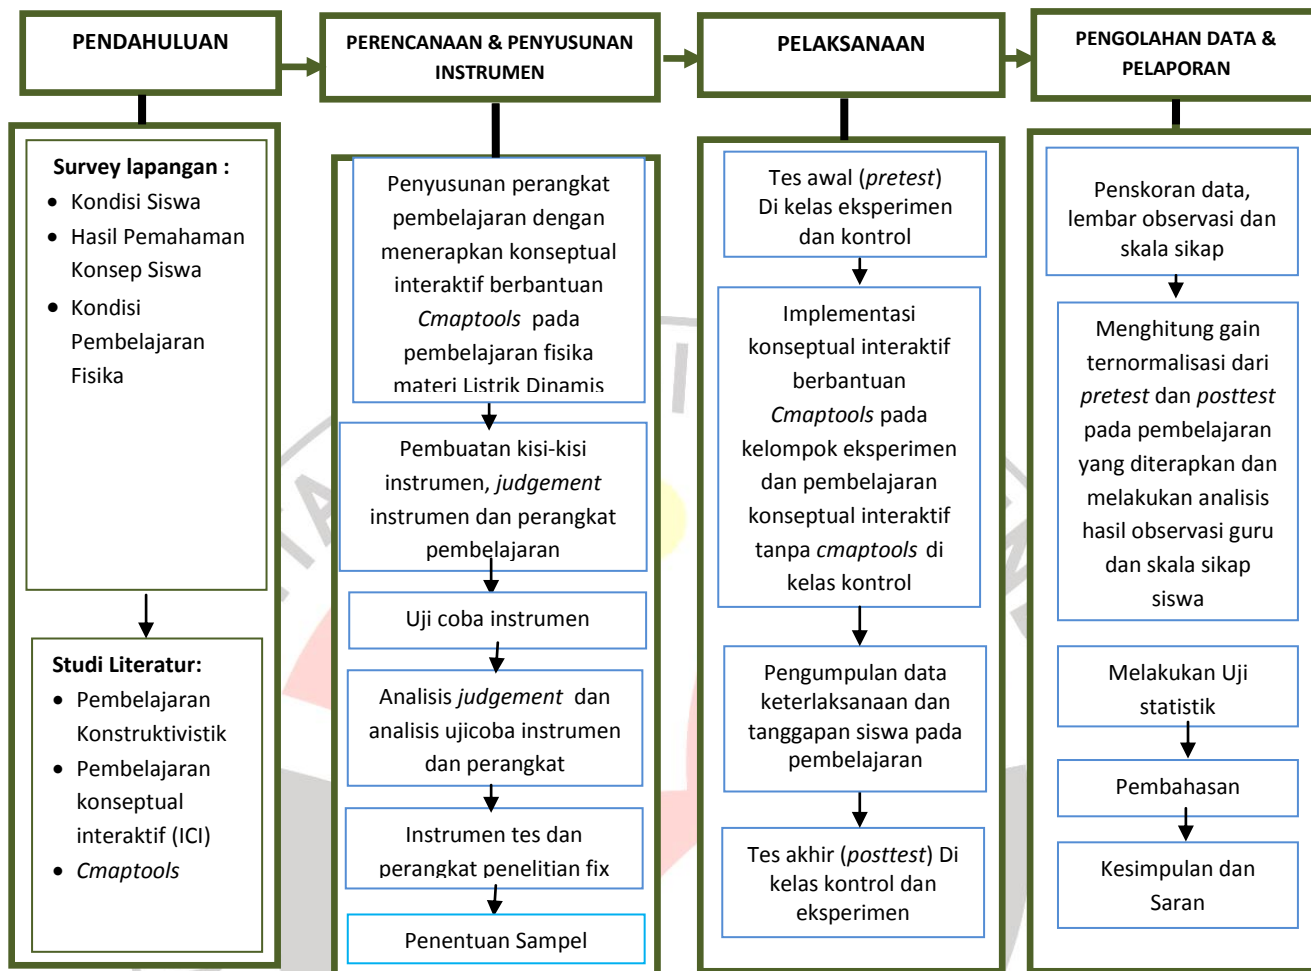 PENDAHULUAN
Survey lapangan :
• Kondisi Siswa
• Hasil Pemahaman
Konsep Siswa
• Kondisi
Pembelajaran
Fisika
Studi Literatur:
• Pembelajaran
Konstruktivistik
• Pembelajaran
konseptual
interaktif (ICI)
• Cmaptools
PERENCANAAN & PENYUSUNAN
INSTRUMEN
Penyusunan perangkat
pembelajaran dengan
menerapkan konseptual
interaktif berbantuan
Cmaptools pada
pembelajaran fisika
materi Listrik Dinamis
Pembuatan kisi-kisi
instrumen, judgement
instrumen dan perangkat
pembelajaran
Uji coba instrumen
Analisis judgement dan
analisis ujicoba instrumen
dan perangkat
Instrumen tes dan
perangkat penelitian fix
Penentuan Sampel
PELAKSANAAN
Tes awal (pretest)
Di kelas eksperimen
dan kontrol
Implementasi
konseptual interaktif
berbantuan
Cmaptools pada
kelompok eksperimen
dan pembelajaran
konseptual interaktif
tanpa cmaptools di
kelas kontrol
Pengumpulan data
keterlaksanaan dan
tanggapan siswa pada
pembelajaran
Tes akhir (posttest) Di
kelas kontrol dan
eksperimen
PENGOLAHAN DATA &
PELAPORAN
Penskoran data,
lembar observasi dan
skala sikap
Menghitung gain
ternormalisasi dari
pretest dan posttest
pada pembelajaran
yang diterapkan dan
melakukan analisis
hasil observasi guru
dan skala sikap
siswa
Melakukan Uji
statistik
Pembahasan
Kesimpulan dan
Saran